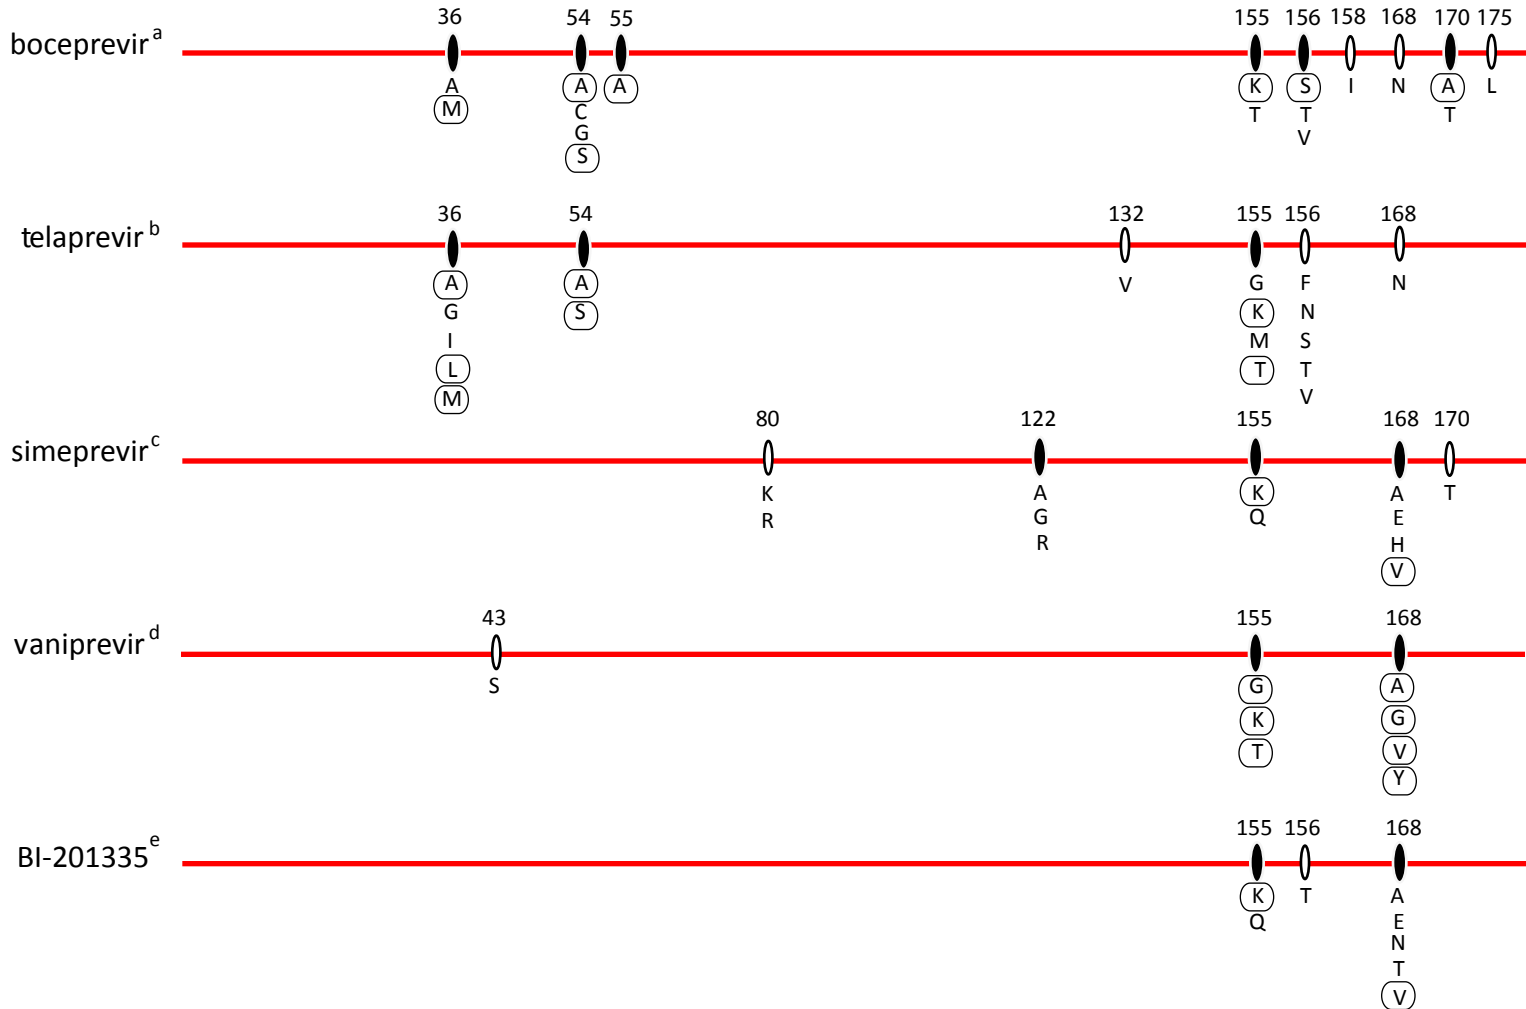 36 54 55 155 156 158 168 170 175
boceprevir a
A A A K S I N A L
M C T T T
G V
S
36 54 132 155 156 168
telaprevir b
A A V G F N
G S K N
I M S
L T T
M V
80 122 155 168 170
simeprevir c
K A K A T
R G Q E
R H
V
43 155 168
vaniprevir d
S G A
K G
T V
Y
155 156 168
BI-201335 e
K T A
Q E
N
T
V